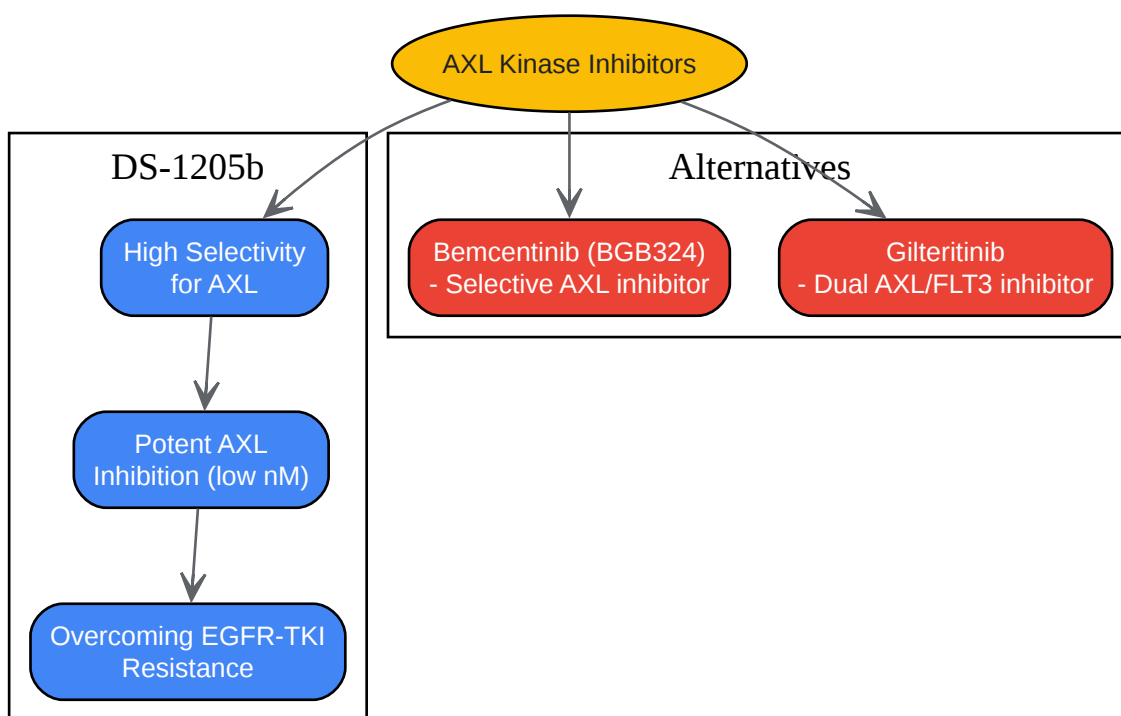 AXL Kinase Inhibitors
DS-1205b
High Selectivity
for AXL
Potent AXL
Inhibition (low nM)
Overcoming EGFR-TKI
Resistance
Alternatives
Bemcentinib (BGB324)
- Selective AXL inhibitor
Gilteritinib
- Dual AXL/FLT3 inhibitor